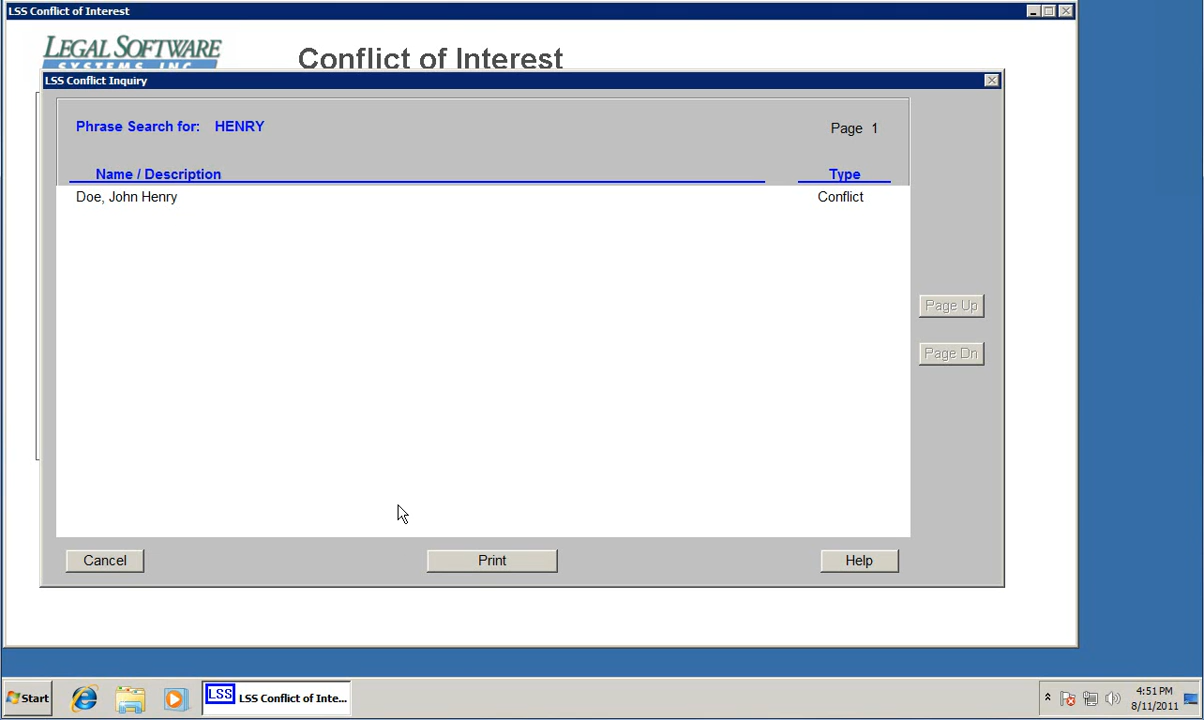 LSS Conflict of Interest
LEGAL SOFTWARE
SYSTEMS, INC.
Conflict of Interest
LSS Conflict Inquiry
Phrase Search for: HENRY
Page 1
Name / Description Type
Doe, John Henry Conflict
Page Up
Page Dn
Cancel Print Help
Start
LSS
LSS Conflict of Inte...
4:51 PM
8/11/2011